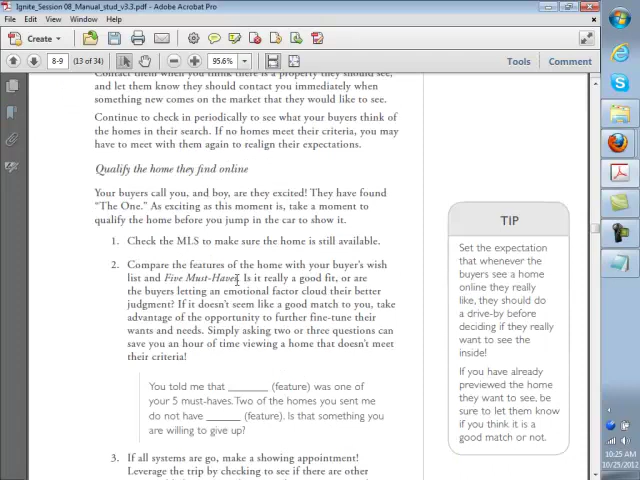 Ignite_Session 08_Manual_stud_v3.3.pdf - Adobe Acrobat Pro
File Edit View Window Help
Create
8-9 (13 of 34) 95.6% Tools Comment
Contact them when you think there is a property they should see,
and let them know they should contact you immediately when
something new comes on the market that they would like to see.
Continue to check in periodically to see what your buyers think of
the homes in their search. If no homes meet their criteria, you may
have to meet with them again to realign their expectations.
Qualify the home they find online
Your buyers call you, and boy, are they excited! They have found
“The One.” As exciting as this moment is, take a moment to
qualify the home before you jump in the car to show it.
1. Check the MLS to make sure the home is still available.
2. Compare the features of the home with your buyer's wish
list and Five Must-Haves. Is it really a good fit, or are
the buyers letting an emotional factor cloud their better
judgment? If it doesn't seem like a good match to you, take
advantage of the opportunity to further fine-tune their
wants and needs. Simply asking two or three questions can
save you an hour of time viewing a home that doesn't meet
their criteria!
You told me that ________ (feature) was one of
your 5 must-haves. Two of the homes you sent me
do not have _______ (feature). Is that something you
are willing to give up?
3. If all systems are go, make a showing appointment!
Leverage the trip by checking to see if there are other
TIP
Set the expectation
that whenever the
buyers see a home
online they really
like, they should do
a drive-by before
deciding if they really
want to see the
inside!
If you have already
previewed the home
they want to see, be
sure to let them know
if you think it is a
good match or not.
10:25 AM
10/25/2012